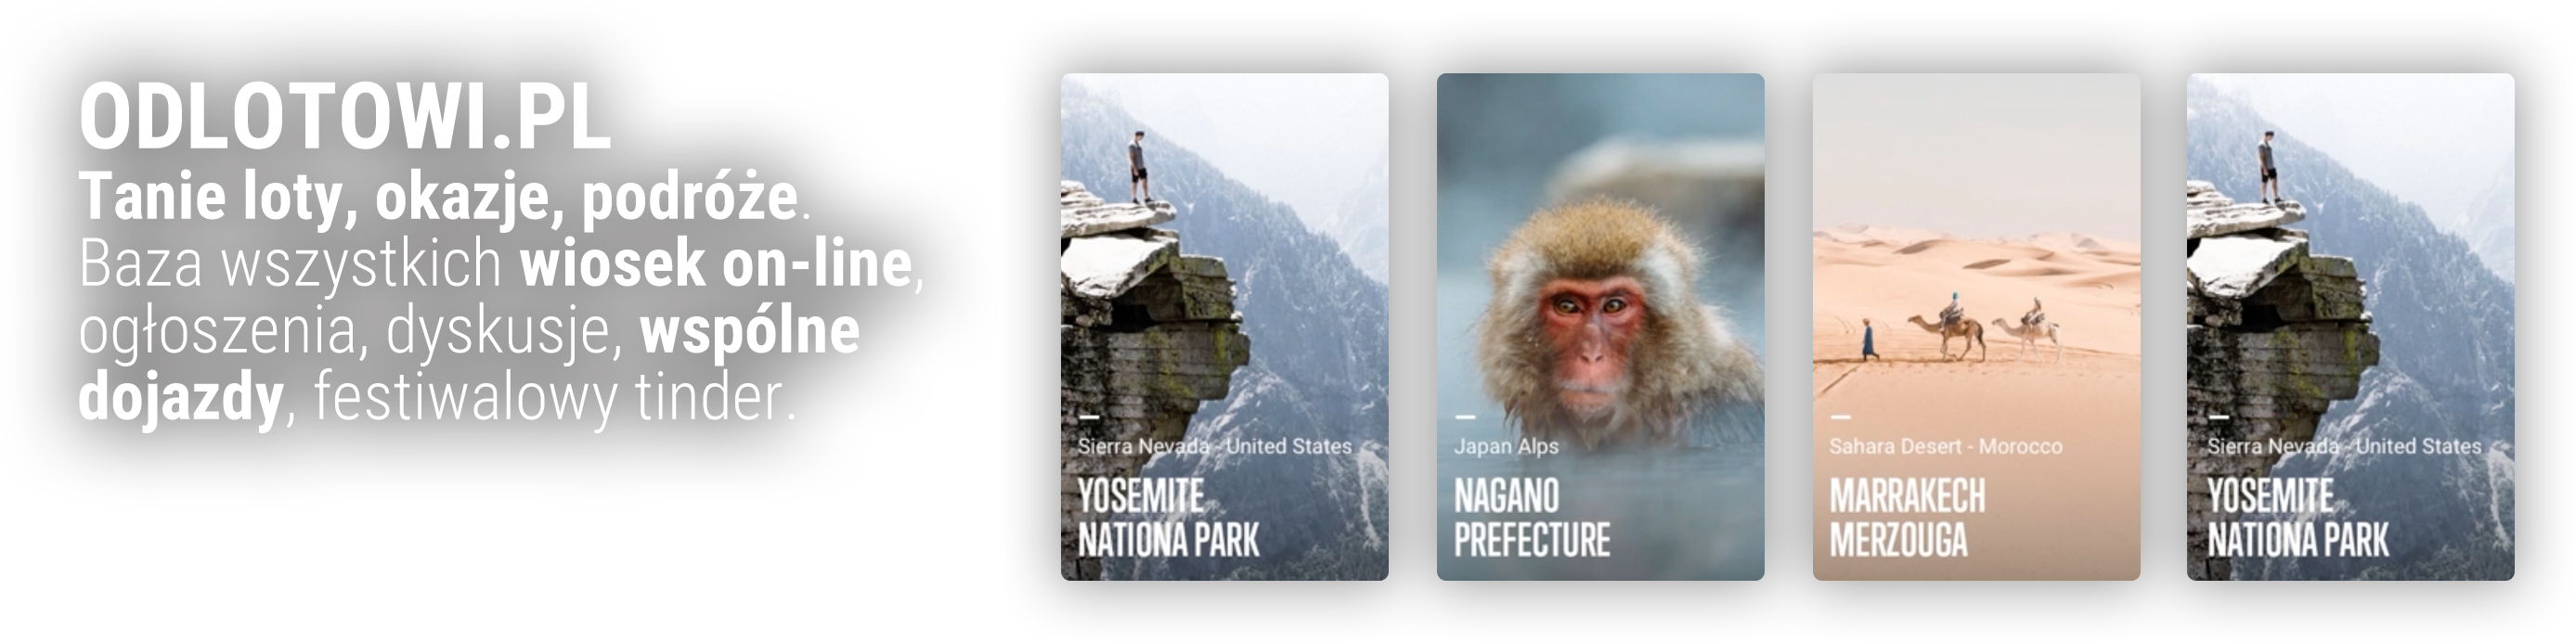 ODLOTOWI.PL
Tanie loty, okazje, podróże.
Baza wszystkich wiosek on-line,
ogłoszenia, dyskusje, wspólne
dojazdy, festiwalowy tinder.
Sierra Nevada - United States
YOSEMITE
NATIONA PARK
Japan Alps
NAGANO
PREFECTURE
Sahara Desert - Morocco
MARRAKECH
MERZOUGA
Sierra Nevada - United States
YOSEMITE
NATIONA PARK